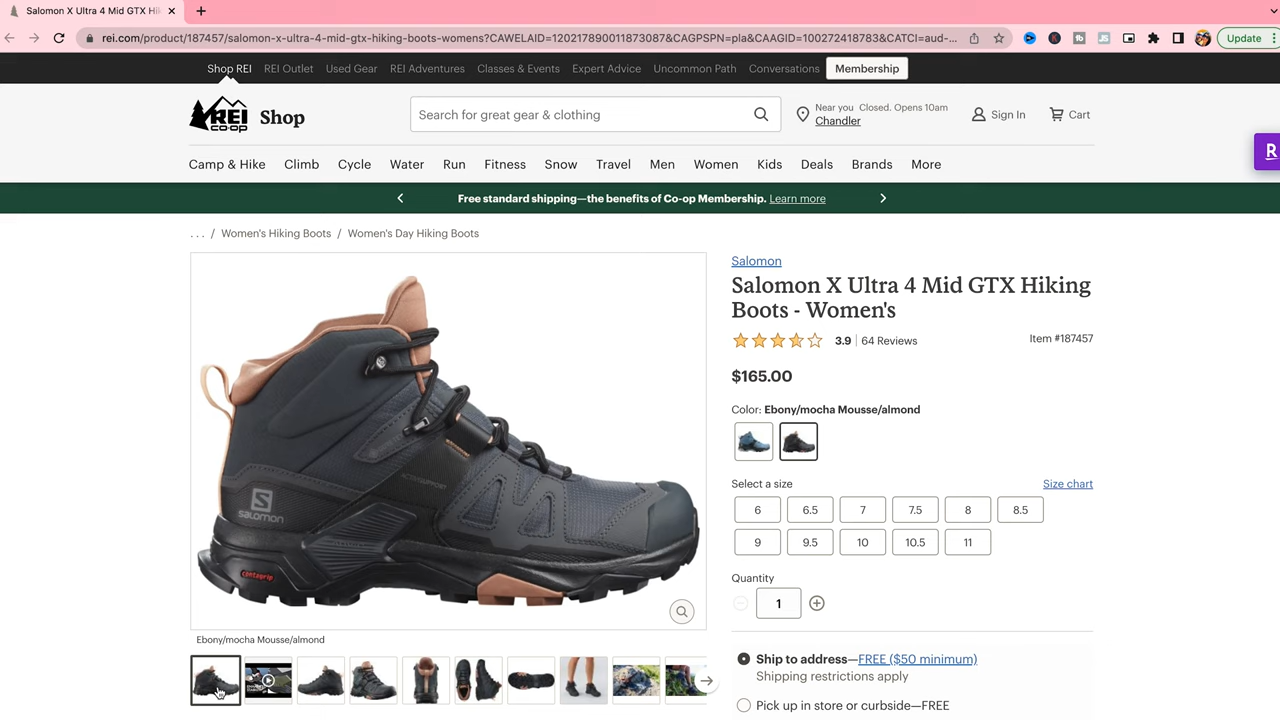 Salomon X Ultra 4 Mid GTX Hi
rei.com/product/187457/salomon-x-ultra-4-mid-gtx-hiking-boots-womens?CAWELAID=120217890011873087&CAGPSPN=pla&CAAGID=100272418783&CATCI=aud-...
Update
Shop REI REI Outlet Used Gear REI Adventures Classes & Events Expert Advice Uncommon Path Conversations Membership
REI
CO·OP
Shop
Search for great gear & clothing
Near you Closed. Opens 10am
Chandler
Sign In
Cart
R
Camp & Hike Climb Cycle Water Run Fitness Snow Travel Men Women Kids Deals Brands More
Free standard shipping—the benefits of Co-op Membership. Learn more
... / Women's Hiking Boots / Women's Day Hiking Boots
S
salomon
contagrip
Ebony/mocha Mousse/almond
Salomon
Salomon X Ultra 4 Mid GTX Hiking
Boots - Women's
3.9 64 Reviews
Item #187457
$165.00
Color: Ebony/mocha Mousse/almond
Select a size
Size chart
6 6.5 7 7.5 8 8.5
9 9.5 10 10.5 11
Quantity
1
Ship to address—FREE ($50 minimum)
Shipping restrictions apply
Pick up in store or curbside—FREE